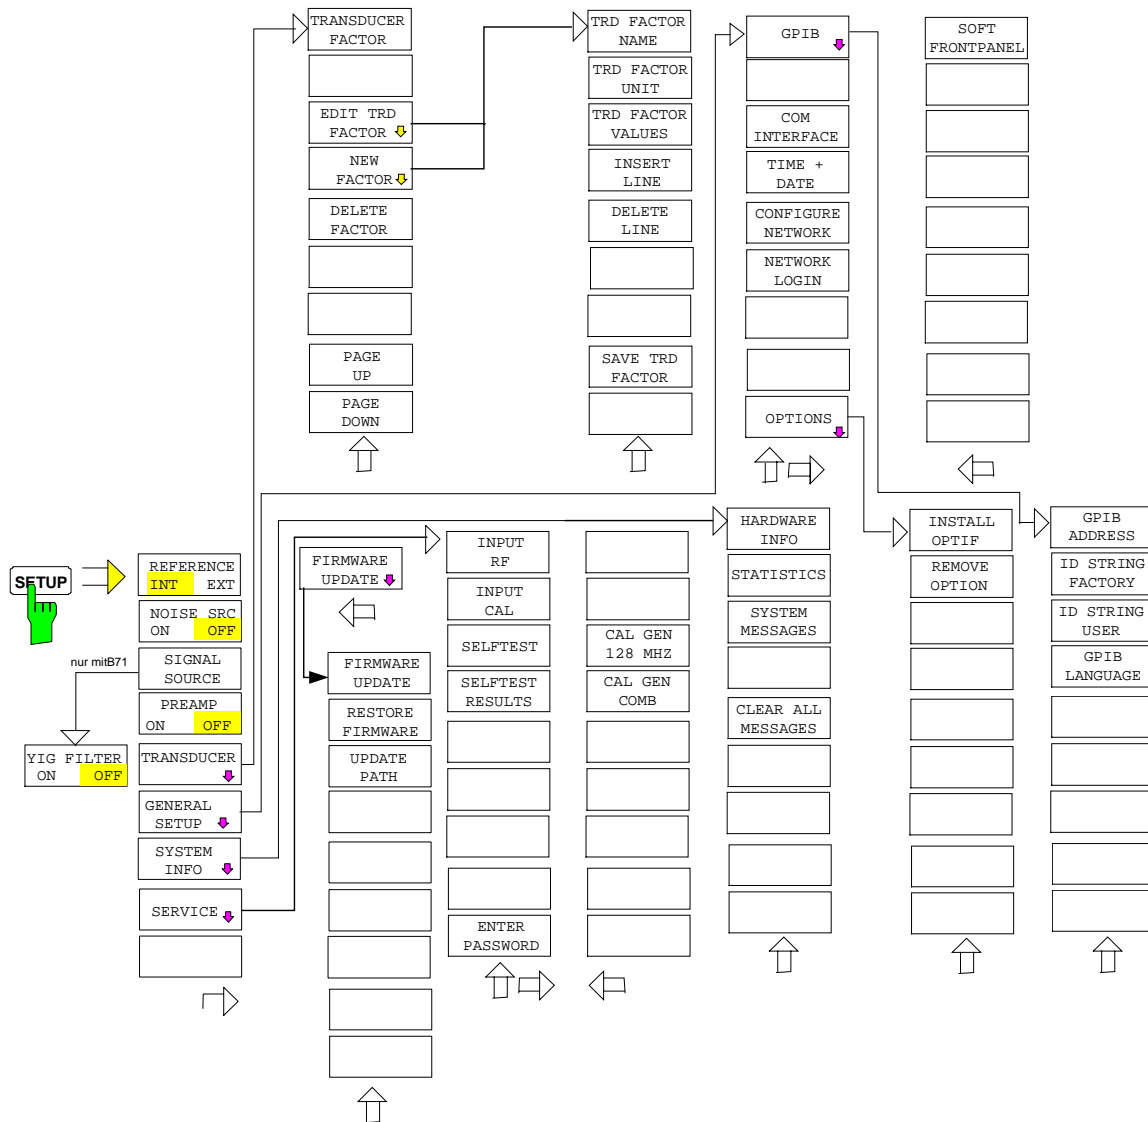 TRANSDUCER
FACTOR
EDIT TRD
FACTOR
NEW
FACTOR
DELETE
FACTOR
PAGE
UP
PAGE
DOWN
TRD FACTOR
NAME
TRD FACTOR
UNIT
TRD FACTOR
VALUES
INSERT
LINE
DELETE
LINE
SAVE TRD
FACTOR
GPIB
COM
INTERFACE
TIME +
DATE
CONFIGURE
NETWORK
NETWORK
LOGIN
OPTIONS
SOFT
FRONTPANEL
SETUP
REFERENCE
INT EXT
NOISE SRC
ON OFF
nur mitB71
SIGNAL
SOURCE
PREAMP
ON OFF
YIG FILTER
ON OFF
TRANSDUCER
GENERAL
SETUP
SYSTEM
INFO
SERVICE
FIRMWARE
UPDATE
FIRMWARE
UPDATE
RESTORE
FIRMWARE
UPDATE
PATH
INPUT
RF
INPUT
CAL
SELFTEST
SELFTEST
RESULTS
ENTER
PASSWORD
CAL GEN
128 MHZ
CAL GEN
COMB
HARDWARE
INFO
STATISTICS
SYSTEM
MESSAGES
CLEAR ALL
MESSAGES
INSTALL
OPTIF
REMOVE
OPTION
GPIB
ADDRESS
ID STRING
FACTORY
ID STRING
USER
GPIB
LANGUAGE